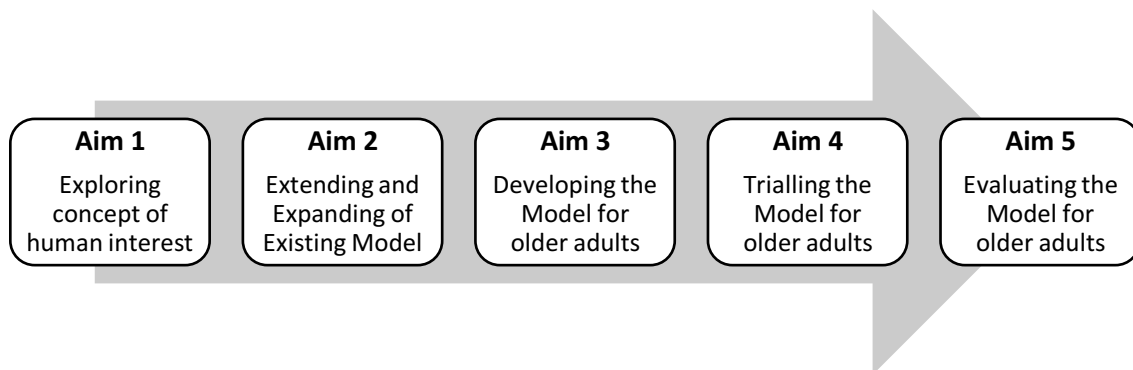 Aim 1
Exploring
concept of
human interest
Aim 2
Extending and
Expanding of
Existing Model
Aim 3
Developing the
Model for
older adults
Aim 4
Trialling the
Model for
older adults
Aim 5
Evaluating the
Model for
older adults